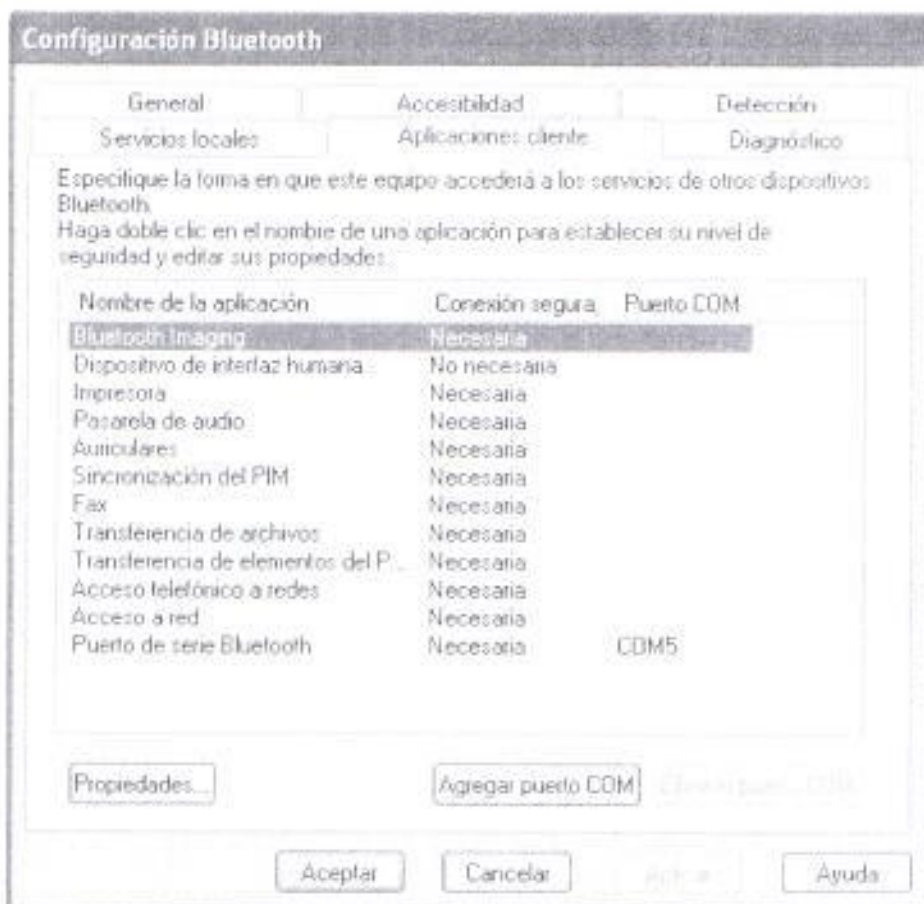 Configuración Bluetooth
General Accesibilidad Detección
Servicios locales Aplicaciones cliente Diagnóstico
Especifique la forma en que este equipo accederá a los servicios de otros dispositivos
Bluetooth.
Haga doble clic en el nombre de una aplicación para establecer su nivel de
seguridad y editar sus propiedades.
Nombre de la aplicación Conexión segura Puerto COM
Bluetooth Imaging Necesaria
Dispositivo de interfaz humana No necesaria
Impresora Necesaria
Pasarela de audio Necesaria
Auriculares Necesaria
Sincronización del PIM Necesaria
Fax Necesaria
Transferencia de archivos Necesaria
Transferencia de elementos del P... Necesaria
Acceso telefónico a redes Necesaria
Acceso a red Necesaria
Puerto de serie Bluetooth Necesaria COM5
Propiedades... Agregar puerto COM
Aceptar Cancelar Ayuda